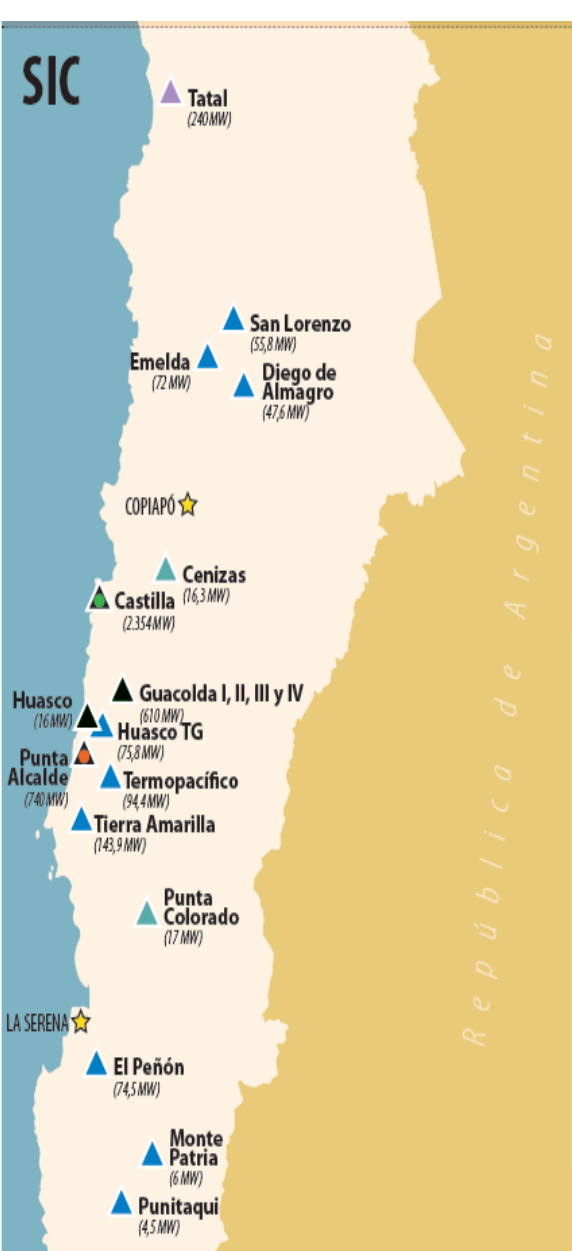 SIC
Tatal
(240 MW)
San Lorenzo
(55,8 MW)
Emelda
(72 MW)
Diego de
Almagro
(47,6 MW)
COPIAPÓ
Cenizas
(16,3 MW)
Castilla
(2.354 MW)
Guacolda I, II, III y IV
(610 MW)
Huasco
(16 MW)
Huasco TG
(75,8 MW)
Punta
Alcalde
(740 MW)
Termopacífico
(94,4 MW)
Tierra Amarilla
(143,9 MW)
Punta
Colorado
(17 MW)
LA SERENA
El Peñón
(74,5 MW)
Monte
Patria
(6 MW)
Punitaqui
(4,5 MW)
República de Argentina